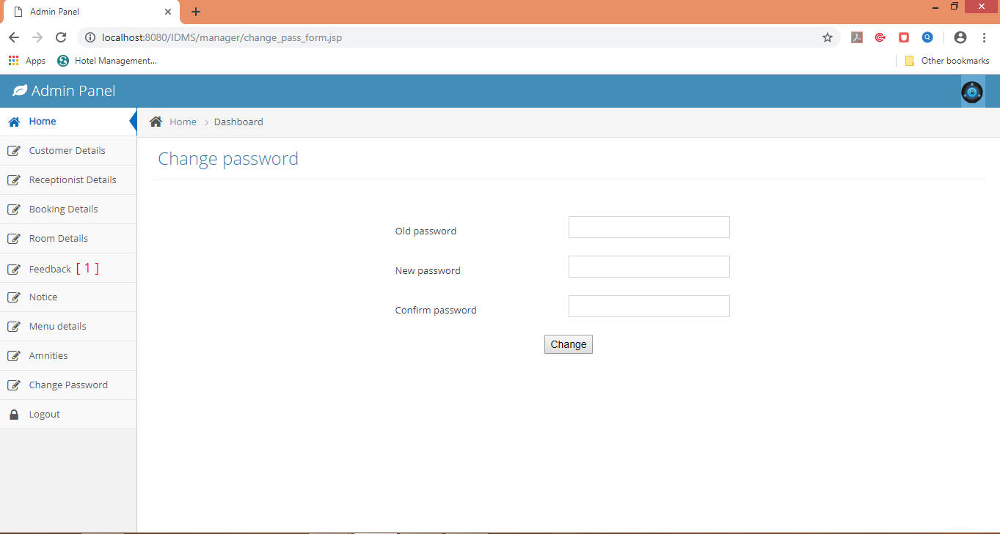 Admin Panel
localhost:8080/IDMS/manager/change_pass_form.jsp
Apps Hotel Management... Other bookmarks
Admin Panel
Home
Customer Details
Receptionist Details
Booking Details
Room Details
Feedback [ 1 ]
Notice
Menu details
Amnities
Change Password
Logout
Home > Dashboard
Change password
Old password
New password
Confirm password
Change